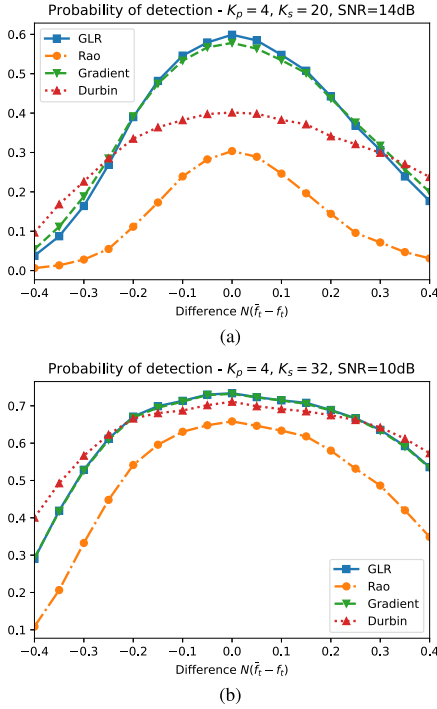 Probability of detection - $K_p = 4, K_s = 20$, SNR=14dB
0.6
0.5
0.4
0.3
0.2
0.1
0.0
GLR
Rao
Gradient
Durbin
−0.4 −0.3 −0.2 −0.1 0.0 0.1 0.2 0.3 0.4
Difference $N(\bar{f}_t - f_t)$
(a)
Probability of detection - $K_p = 4, K_s = 32$, SNR=10dB
0.7
0.6
0.5
0.4
0.3
0.2
0.1
GLR
Rao
Gradient
Durbin
−0.4 −0.3 −0.2 −0.1 0.0 0.1 0.2 0.3 0.4
Difference $N(\bar{f}_t - f_t)$
(b)